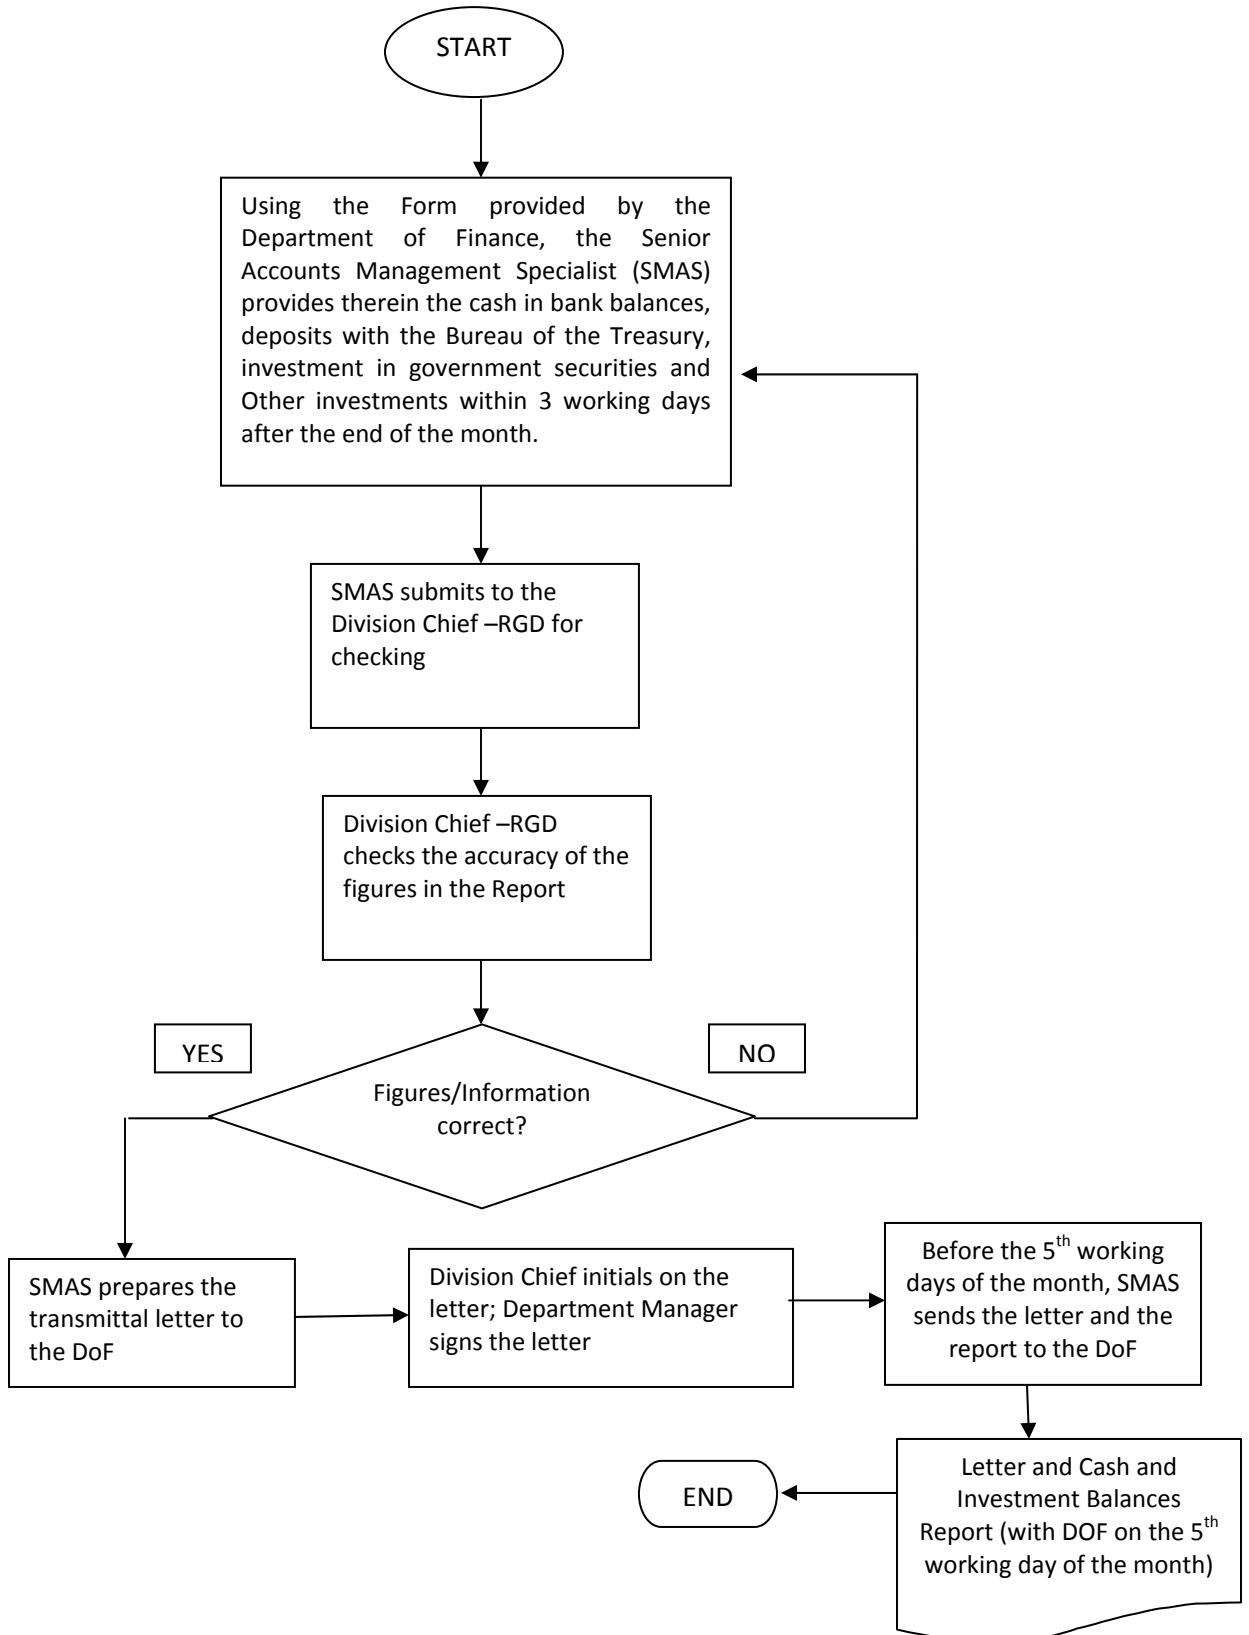 START
Using the Form provided by the
Department of Finance, the Senior
Accounts Management Specialist (SMAS)
provides therein the cash in bank balances,
deposits with the Bureau of the Treasury,
investment in government securities and
Other investments within 3 working days
after the end of the month.
SMAS submits to the
Division Chief –RGD for
checking
Division Chief –RGD
checks the accuracy of the
figures in the Report
YES
NO
Figures/Information
correct?
SMAS prepares the
transmittal letter to
the DoF
Division Chief initials on the
letter; Department Manager
signs the letter
Before the 5th working
days of the month, SMAS
sends the letter and the
report to the DoF
Letter and Cash and
Investment Balances
Report (with DOF on the 5th
working day of the month)
END